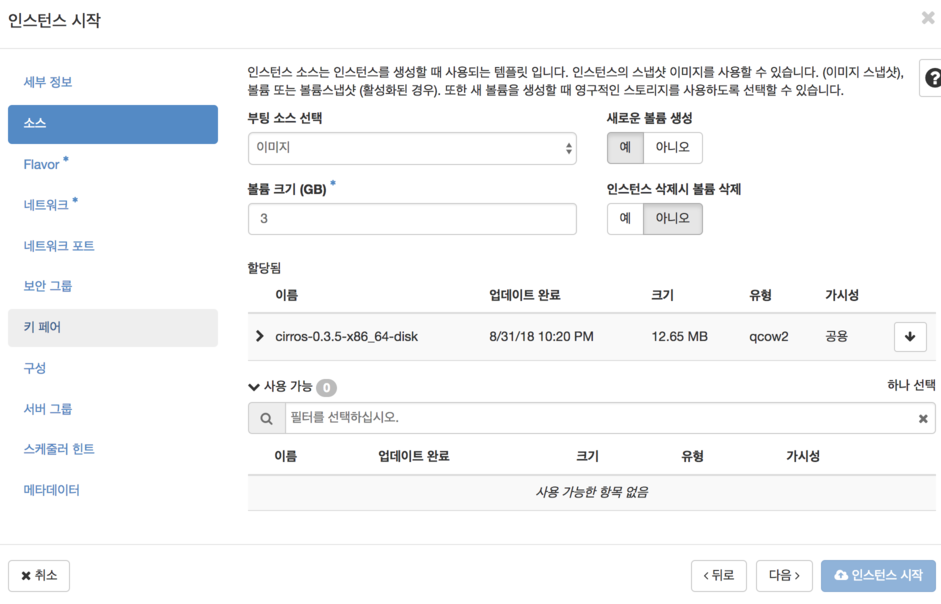 인스턴스 시작
×
세부 정보
소스
Flavor *
네트워크 *
네트워크 포트
보안 그룹
키 페어
구성
서버 그룹
스케줄러 힌트
메타데이터
인스턴스 소스는 인스턴스를 생성할 때 사용되는 템플릿 입니다. 인스턴스의 스냅샷 이미지를 사용할 수 있습니다. (이미지 스냅샷),
볼륨 또는 볼륨스냅샷 (활성화된 경우). 또한 새 볼륨을 생성할 때 영구적인 스토리지를 사용하도록 선택할 수 있습니다.
?
부팅 소스 선택 새로운 볼륨 생성
이미지 예 아니오
볼륨 크기 (GB) * 인스턴스 삭제시 볼륨 삭제
3 예 아니오
할당됨
이름 업데이트 완료 크기 유형 가시성
cirros-0.3.5-x86_64-disk 8/31/18 10:20 PM 12.65 MB qcow2 공용
사용 가능 0 하나 선택
필터를 선택하십시오.
이름 업데이트 완료 크기 유형 가시성
사용 가능한 항목 없음
× 취소 ‹ 뒤로 다음 › 인스턴스 시작